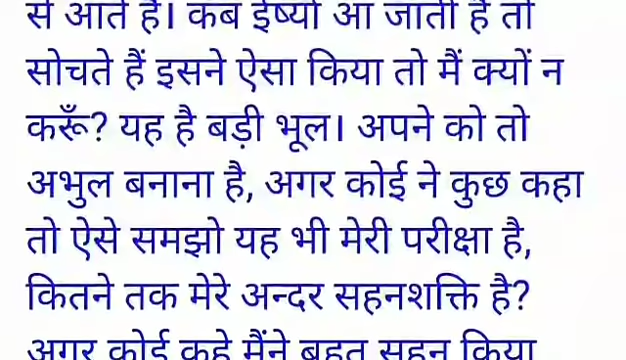 से आते हैं। कब ईर्ष्या आ जाती है तो
सोचते हैं इसने ऐसा किया तो मैं क्यों न
करूँ? यह है बड़ी भूल। अपने को तो
अभुल बनाना है, अगर कोई ने कुछ कहा
तो ऐसे समझो यह भी मेरी परीक्षा है,
कितने तक मेरे अन्दर सहनशक्ति है?
अगर कोई कहे मैंने बहुत सहन किया